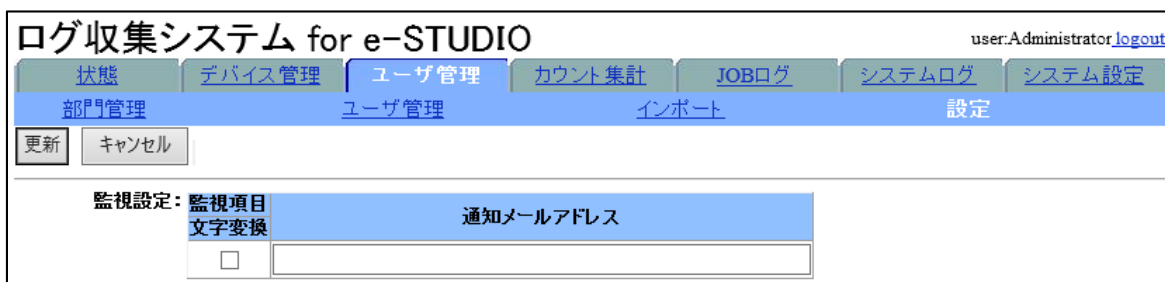 ログ収集システム for e-STUDIO
user:Administrator logout
状態 デバイス管理 ユーザ管理 カウント集計 JOBログ システムログ システム設定
部門管理 ユーザ管理 インポート 設定
更新 キャンセル
監視設定: 監視項目 通知メールアドレス
文字変換